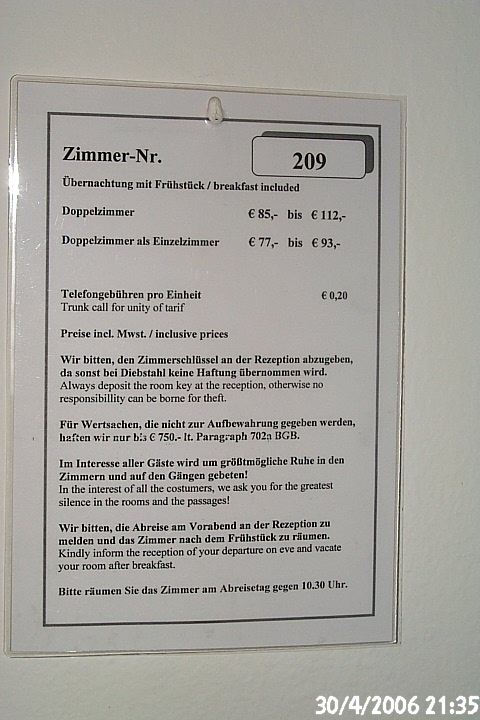 Zimmer-Nr. 209
Übernachtung mit Frühstück / breakfast included
Doppelzimmer € 85,- bis € 112,-
Doppelzimmer als Einzelzimmer € 77,- bis € 93,-
Telefongebühren pro Einheit € 0,20
Trunk call for unity of tarif
Preise incl. Mwst. / inclusive prices
Wir bitten, den Zimmerschlüssel an der Rezeption abzugeben,
da sonst bei Diebstahl keine Haftung übernommen wird.
Always deposit the room key at the reception, otherwise no
responsibillity can be borne for theft.
Für Wertsachen, die nicht zur Aufbewahrung gegeben werden,
haften wir nur bis € 750.- lt. Paragraph 702a BGB.
Im Interesse aller Gäste wird um größtmögliche Ruhe in den
Zimmern und auf den Gängen gebeten!
In the interest of all the costumers, we ask you for the greatest
silence in the rooms and the passages!
Wir bitten, die Abreise am Vorabend an der Rezeption zu
melden und das Zimmer nach dem Frühstück zu räumen.
Kindly inform the reception of your departure on eve and vacate
your room after breakfast.
Bitte räumen Sie das Zimmer am Abreisetag gegen 10.30 Uhr.
30/4/2006 21:35